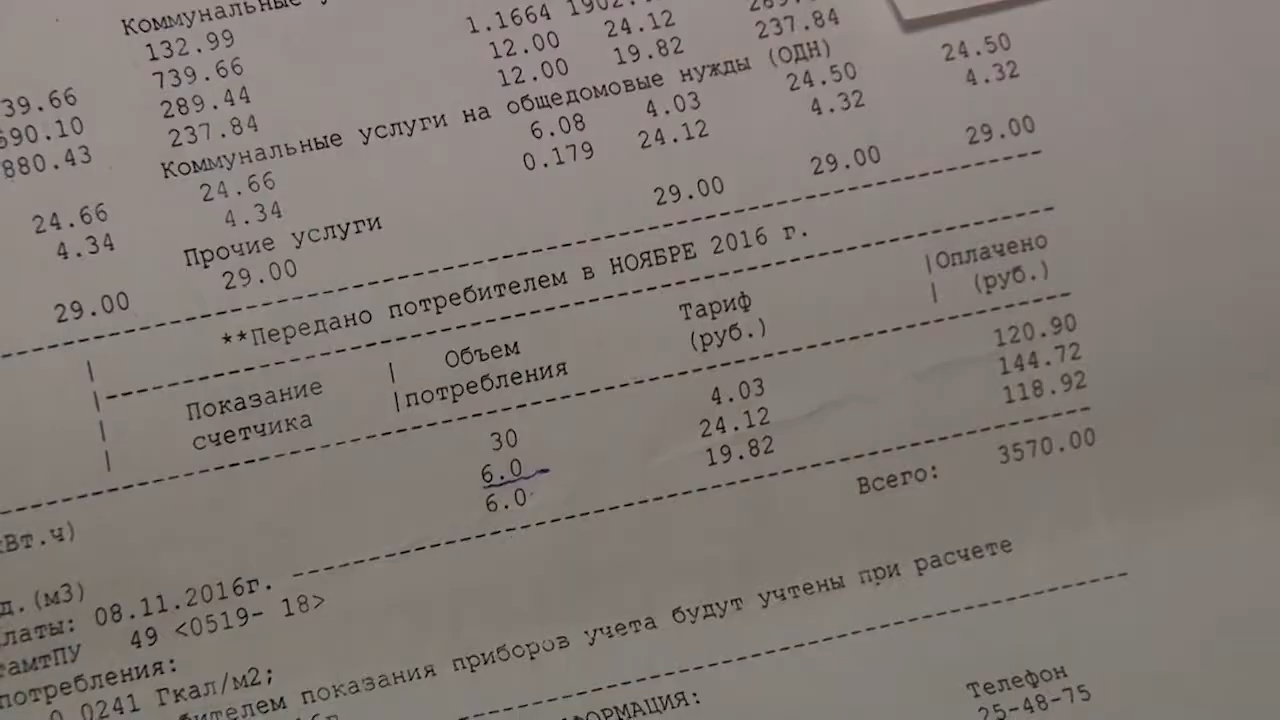 Коммунальные
132.99 1.1664
739.66 12.00 24.12
39.66 289.44 12.00 19.82 237.84
690.10 237.84
880.43 Коммунальные услуги на общедомовые нужды (ОДН)
24.66 24.66 6.08 4.03 24.50 24.50
4.34 4.34 0.179 24.12 4.32 4.32
Прочие услуги
29.00 29.00 29.00 29.00 29.00
**Передано потребителем в НОЯБРЕ 2016 г.
| Показание | Объем Тариф |Оплачено
| счетчика |потребления (руб.) | (руб.)
30 4.03 120.90
6.0 24.12 144.72
6.0 19.82 118.92
Всего: 3570.00
Вт.ч)
д.(м3)
латы: 08.11.2016г.
амтПУ 49 <0519- 18>
потребления:
0.0241 Гкал/м2;
бителем показания приборов учета будут учтены при расчете
ФОРМАЦИЯ:
Телефон
25-48-75